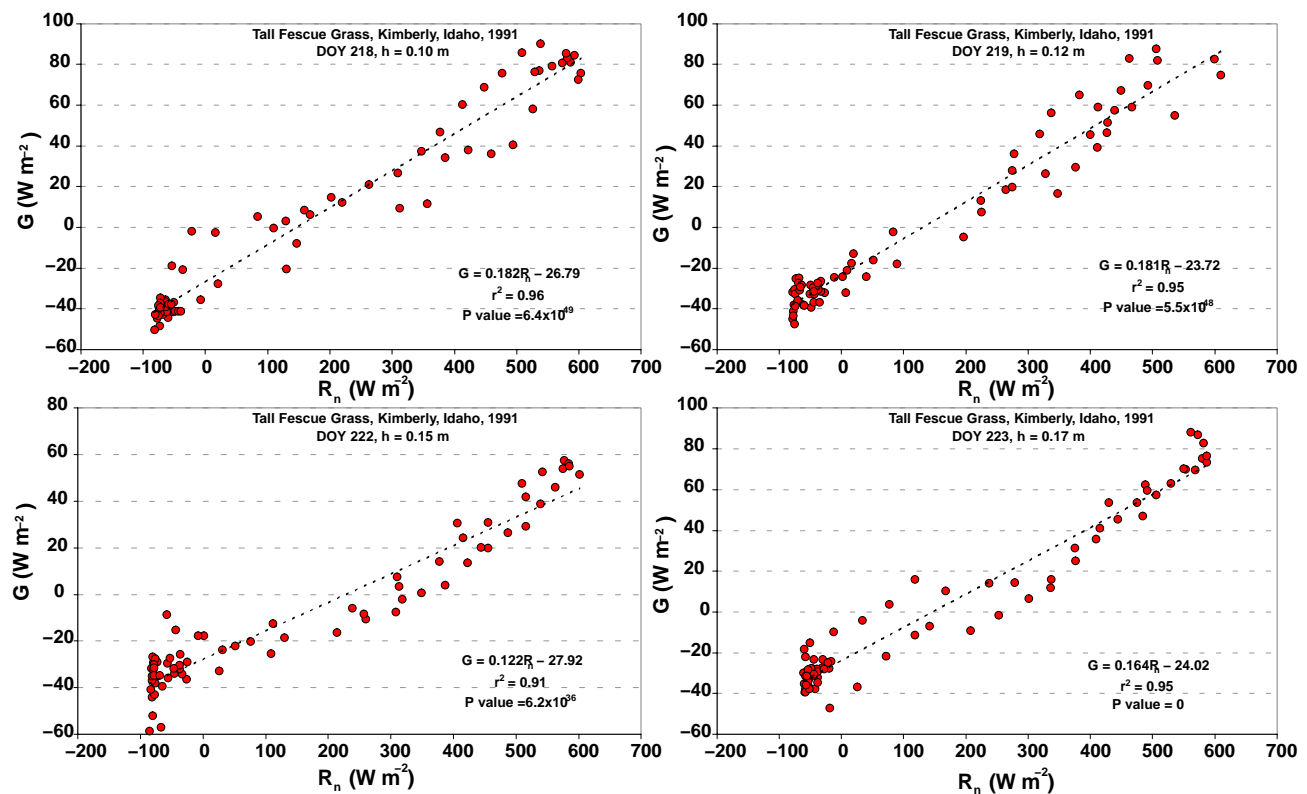 Tall Fescue Grass, Kimberly, Idaho, 1991
DOY 218, h = 0.10 m
100
80
60
40
20
0
−20
−40
−60
G (W m⁻²)
G = 0.182Rₙ − 26.79
r² = 0.96
P value =6.4x10⁴⁹
−200 −100 0 100 200 300 400 500 600 700
Rₙ (W m⁻²)
Tall Fescue Grass, Kimberly, Idaho, 1991
DOY 219, h = 0.12 m
100
80
60
40
20
0
−20
−40
−60
G (W m⁻²)
G = 0.181Rₙ − 23.72
r² = 0.95
P value =5.5x10⁴⁸
−200 −100 0 100 200 300 400 500 600 700
Rₙ (W m⁻²)
Tall Fescue Grass, Kimberly, Idaho, 1991
DOY 222, h = 0.15 m
80
60
40
20
0
−20
−40
−60
G (W m⁻²)
G = 0.122Rₙ − 27.92
r² = 0.91
P value =6.2x10³⁶
−200 −100 0 100 200 300 400 500 600 700
Rₙ (W m⁻²)
Tall Fescue Grass, Kimberly, Idaho, 1991
DOY 223, h = 0.17 m
100
80
60
40
20
0
−20
−40
−60
G (W m⁻²)
G = 0.164Rₙ − 24.02
r² = 0.95
P value = 0
−200 −100 0 100 200 300 400 500 600 700
Rₙ (W m⁻²)